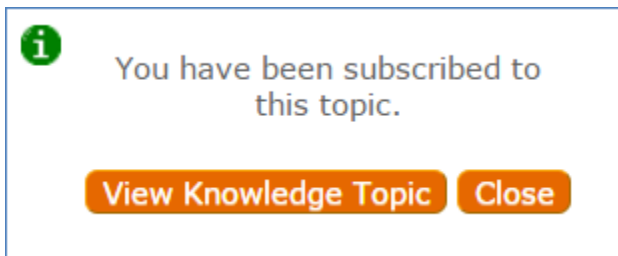 You have been subscribed to
this topic.
View Knowledge Topic Close